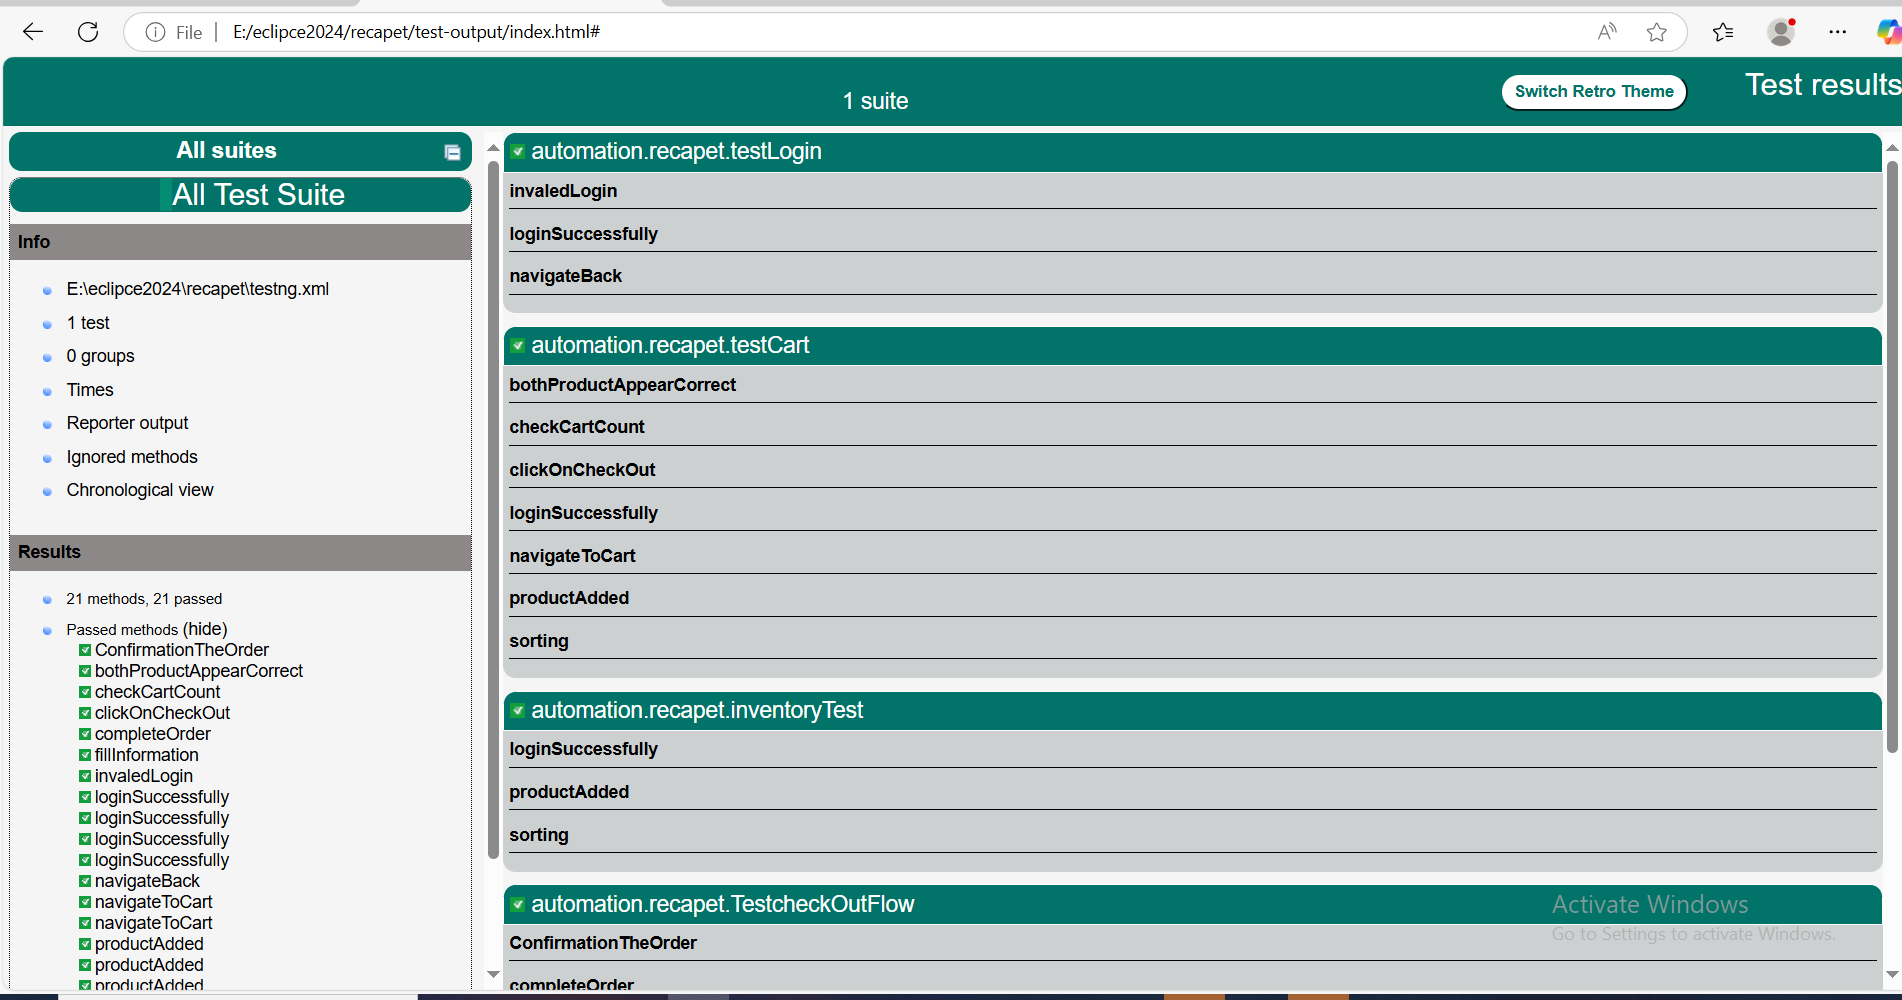 File
E:/eclipce2024/recapet/test-output/index.html#
1 suite
Switch Retro Theme
Test results
All suites
All Test Suite
Info
E:\eclipce2024\recapet\testng.xml
1 test
0 groups
Times
Reporter output
Ignored methods
Chronological view
Results
21 methods, 21 passed
Passed methods (hide)
ConfirmationTheOrder
bothProductAppearCorrect
checkCartCount
clickOnCheckOut
completeOrder
fillInformation
invaledLogin
loginSuccessfully
loginSuccessfully
loginSuccessfully
loginSuccessfully
navigateBack
navigateToCart
navigateToCart
productAdded
productAdded
productAdded
automation.recapet.testLogin
invaledLogin
loginSuccessfully
navigateBack
automation.recapet.testCart
bothProductAppearCorrect
checkCartCount
clickOnCheckOut
loginSuccessfully
navigateToCart
productAdded
sorting
automation.recapet.inventoryTest
loginSuccessfully
productAdded
sorting
automation.recapet.TestcheckOutFlow
ConfirmationTheOrder
completeOrder
Activate Windows
Go to Settings to activate Windows.